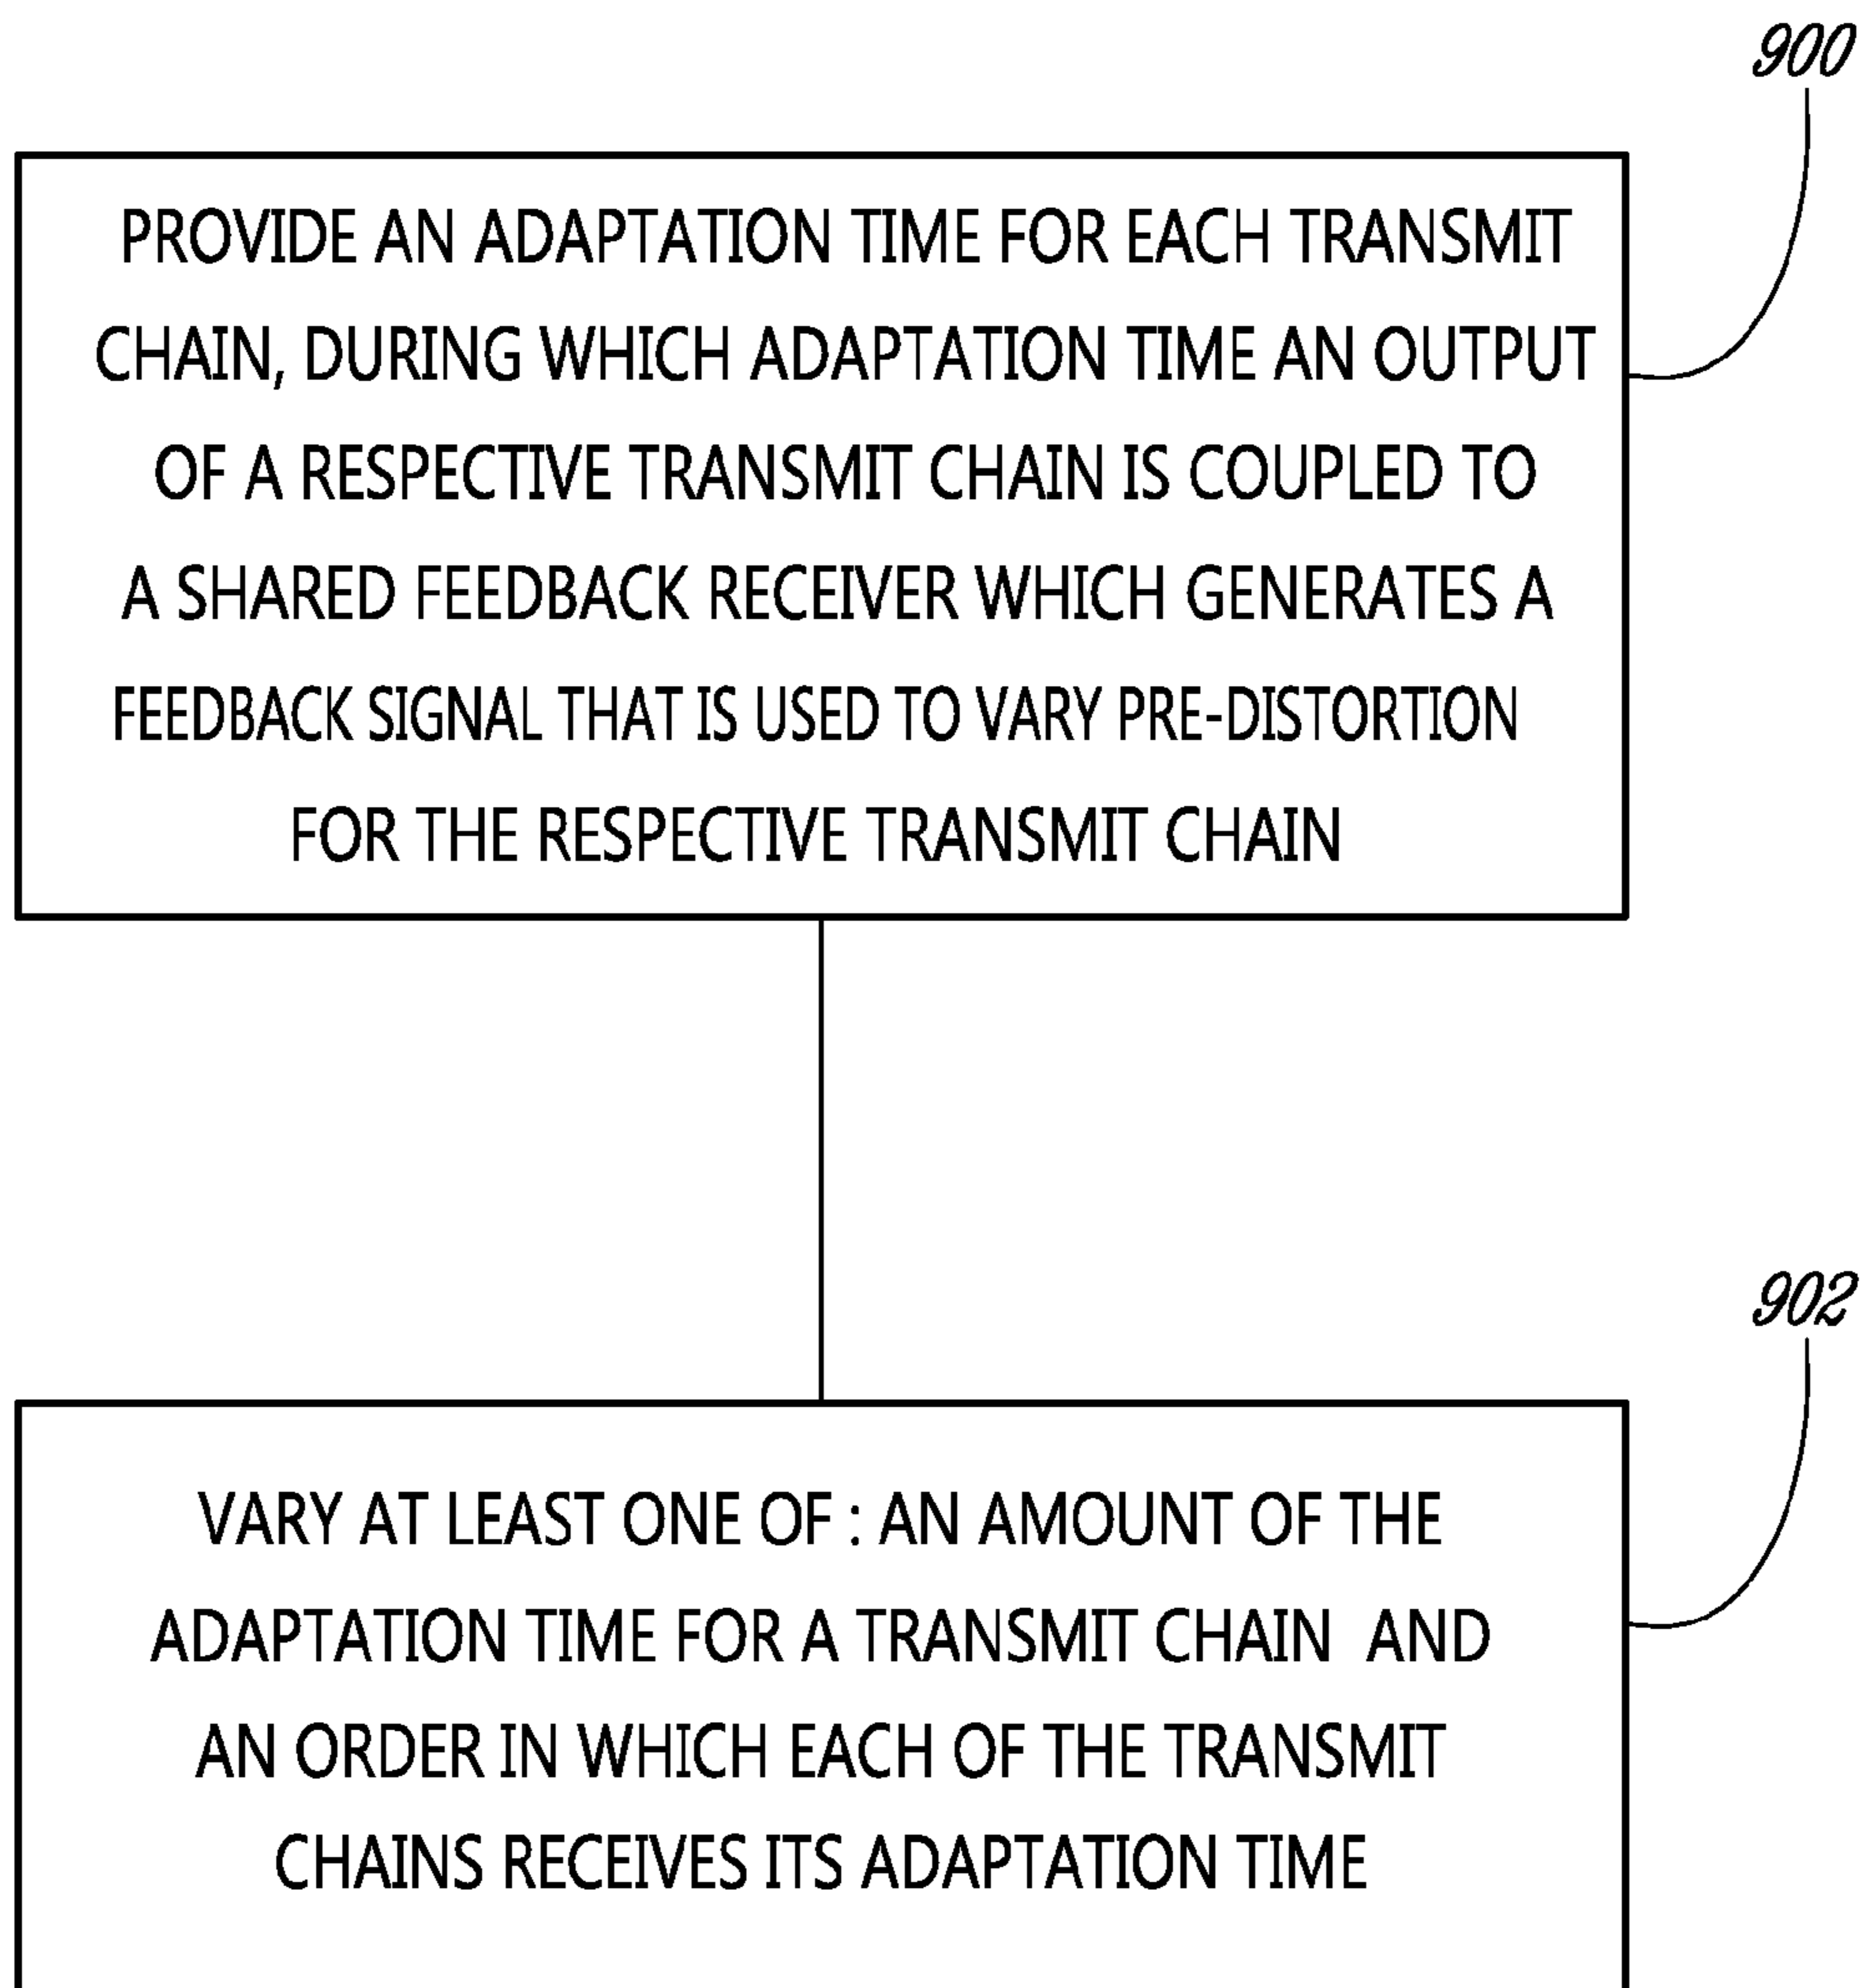 900
PROVIDE AN ADAPTATION TIME FOR EACH TRANSMIT
CHAIN, DURING WHICH ADAPTATION TIME AN OUTPUT
OF A RESPECTIVE TRANSMIT CHAIN IS COUPLED TO
A SHARED FEEDBACK RECEIVER WHICH GENERATES A
FEEDBACK SIGNAL THAT IS USED TO VARY PRE-DISTORTION
FOR THE RESPECTIVE TRANSMIT CHAIN
902
VARY AT LEAST ONE OF : AN AMOUNT OF THE
ADAPTATION TIME FOR A TRANSMIT CHAIN AND
AN ORDER IN WHICH EACH OF THE TRANSMIT
CHAINS RECEIVES ITS ADAPTATION TIME